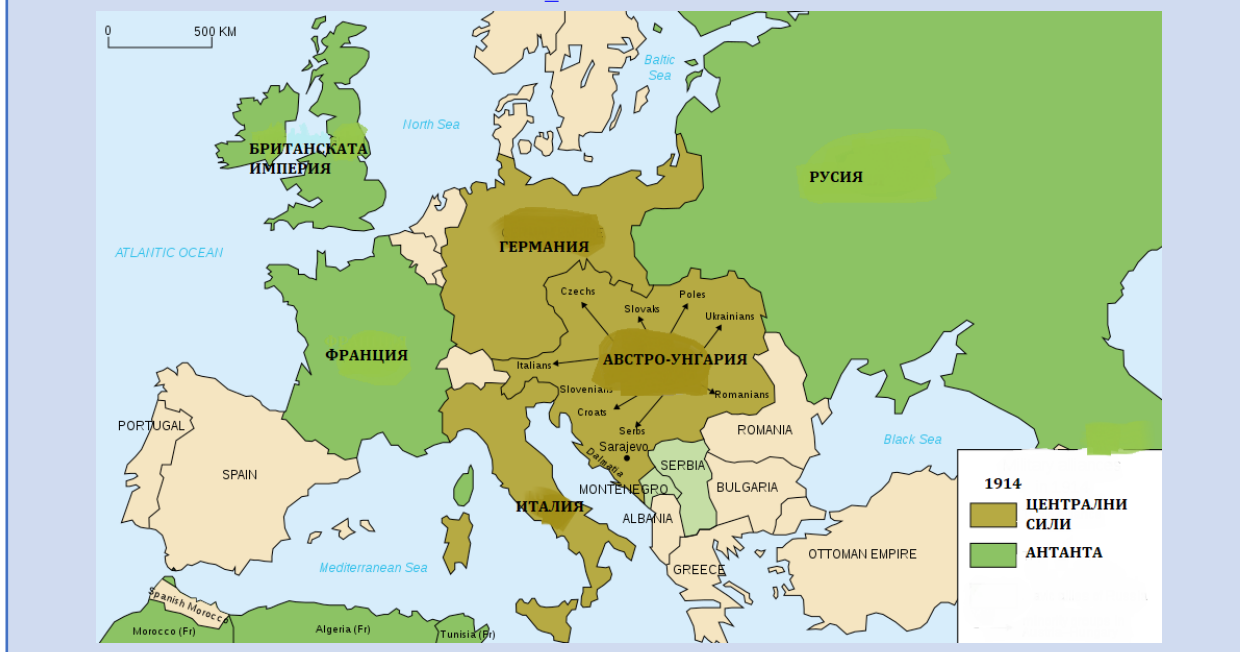 0 500 KM
Baltic
Sea
North Sea
БРИТАНСКАТА
ИМПЕРИЯ
РУСИЯ
ATLANTIC OCEAN
ГЕРМАНИЯ
Czechs
Slovaks
Poles
Ukrainians
ФРАНЦИЯ
АВСТРО-УНГАРИЯ
Italians
Slovenians
Romanians
Croats
Serbs
PORTUGAL
ROMANIA
Black Sea
Sarajevo
Dalmatia
SPAIN
SERBIA
MONTENEGRO
BULGARIA
ИТАЛИЯ
ALBANIA
OTTOMAN EMPIRE
Mediterranean Sea
GREECE
Spanish Morocco
Morocco (Fr)
Algeria (Fr)
Tunisia (Fr)
1914
ЦЕНТРАЛНИ
СИЛИ
АНТАНТА